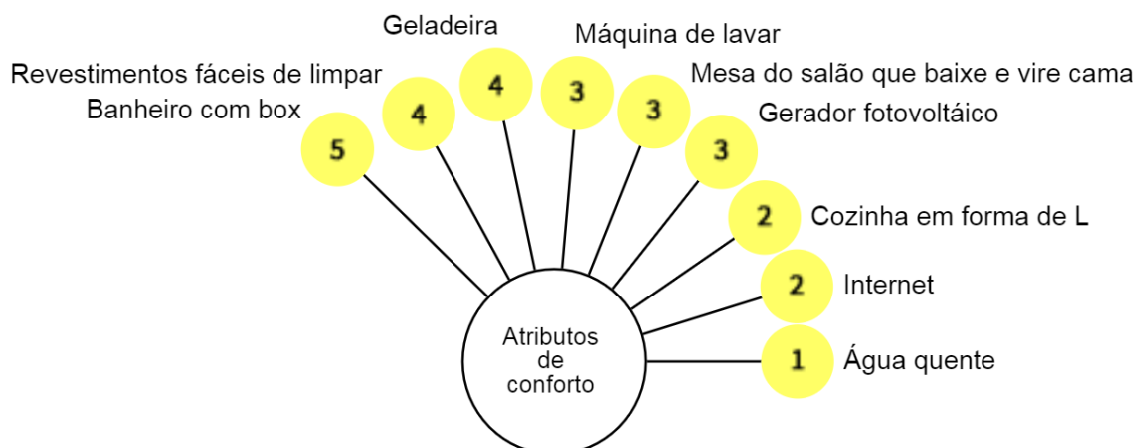 Geladeira
Máquina de lavar
Revestimentos fáceis de limpar
Mesa do salão que baixe e vire cama
Banheiro com box
Gerador fotovoltáico
5
4
4
3
3
3
2
Cozinha em forma de L
2
Internet
Atributos
de
conforto
1
Água quente